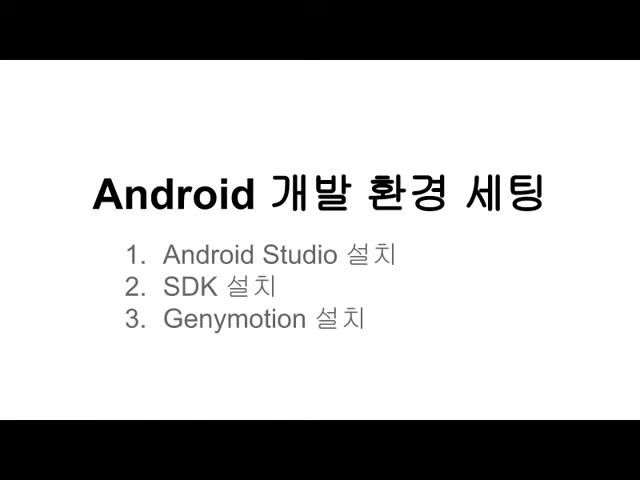 Android 개발 환경 세팅
1. Android Studio 설치
2. SDK 설치
3. Genymotion 설치